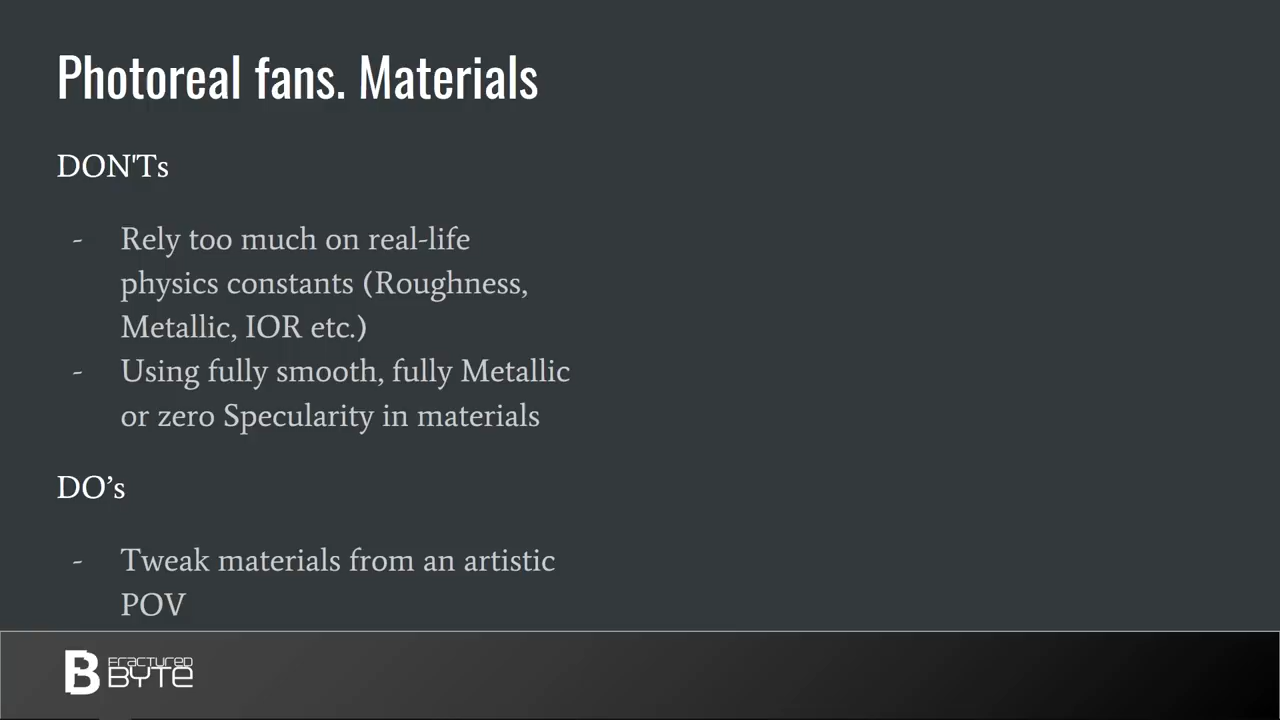 Photoreal fans. Materials
DON'Ts
- Rely too much on real-life
physics constants (Roughness,
Metallic, IOR etc.)
- Using fully smooth, fully Metallic
or zero Specularity in materials
DO’s
- Tweak materials from an artistic
POV
B Fractured
BYTE